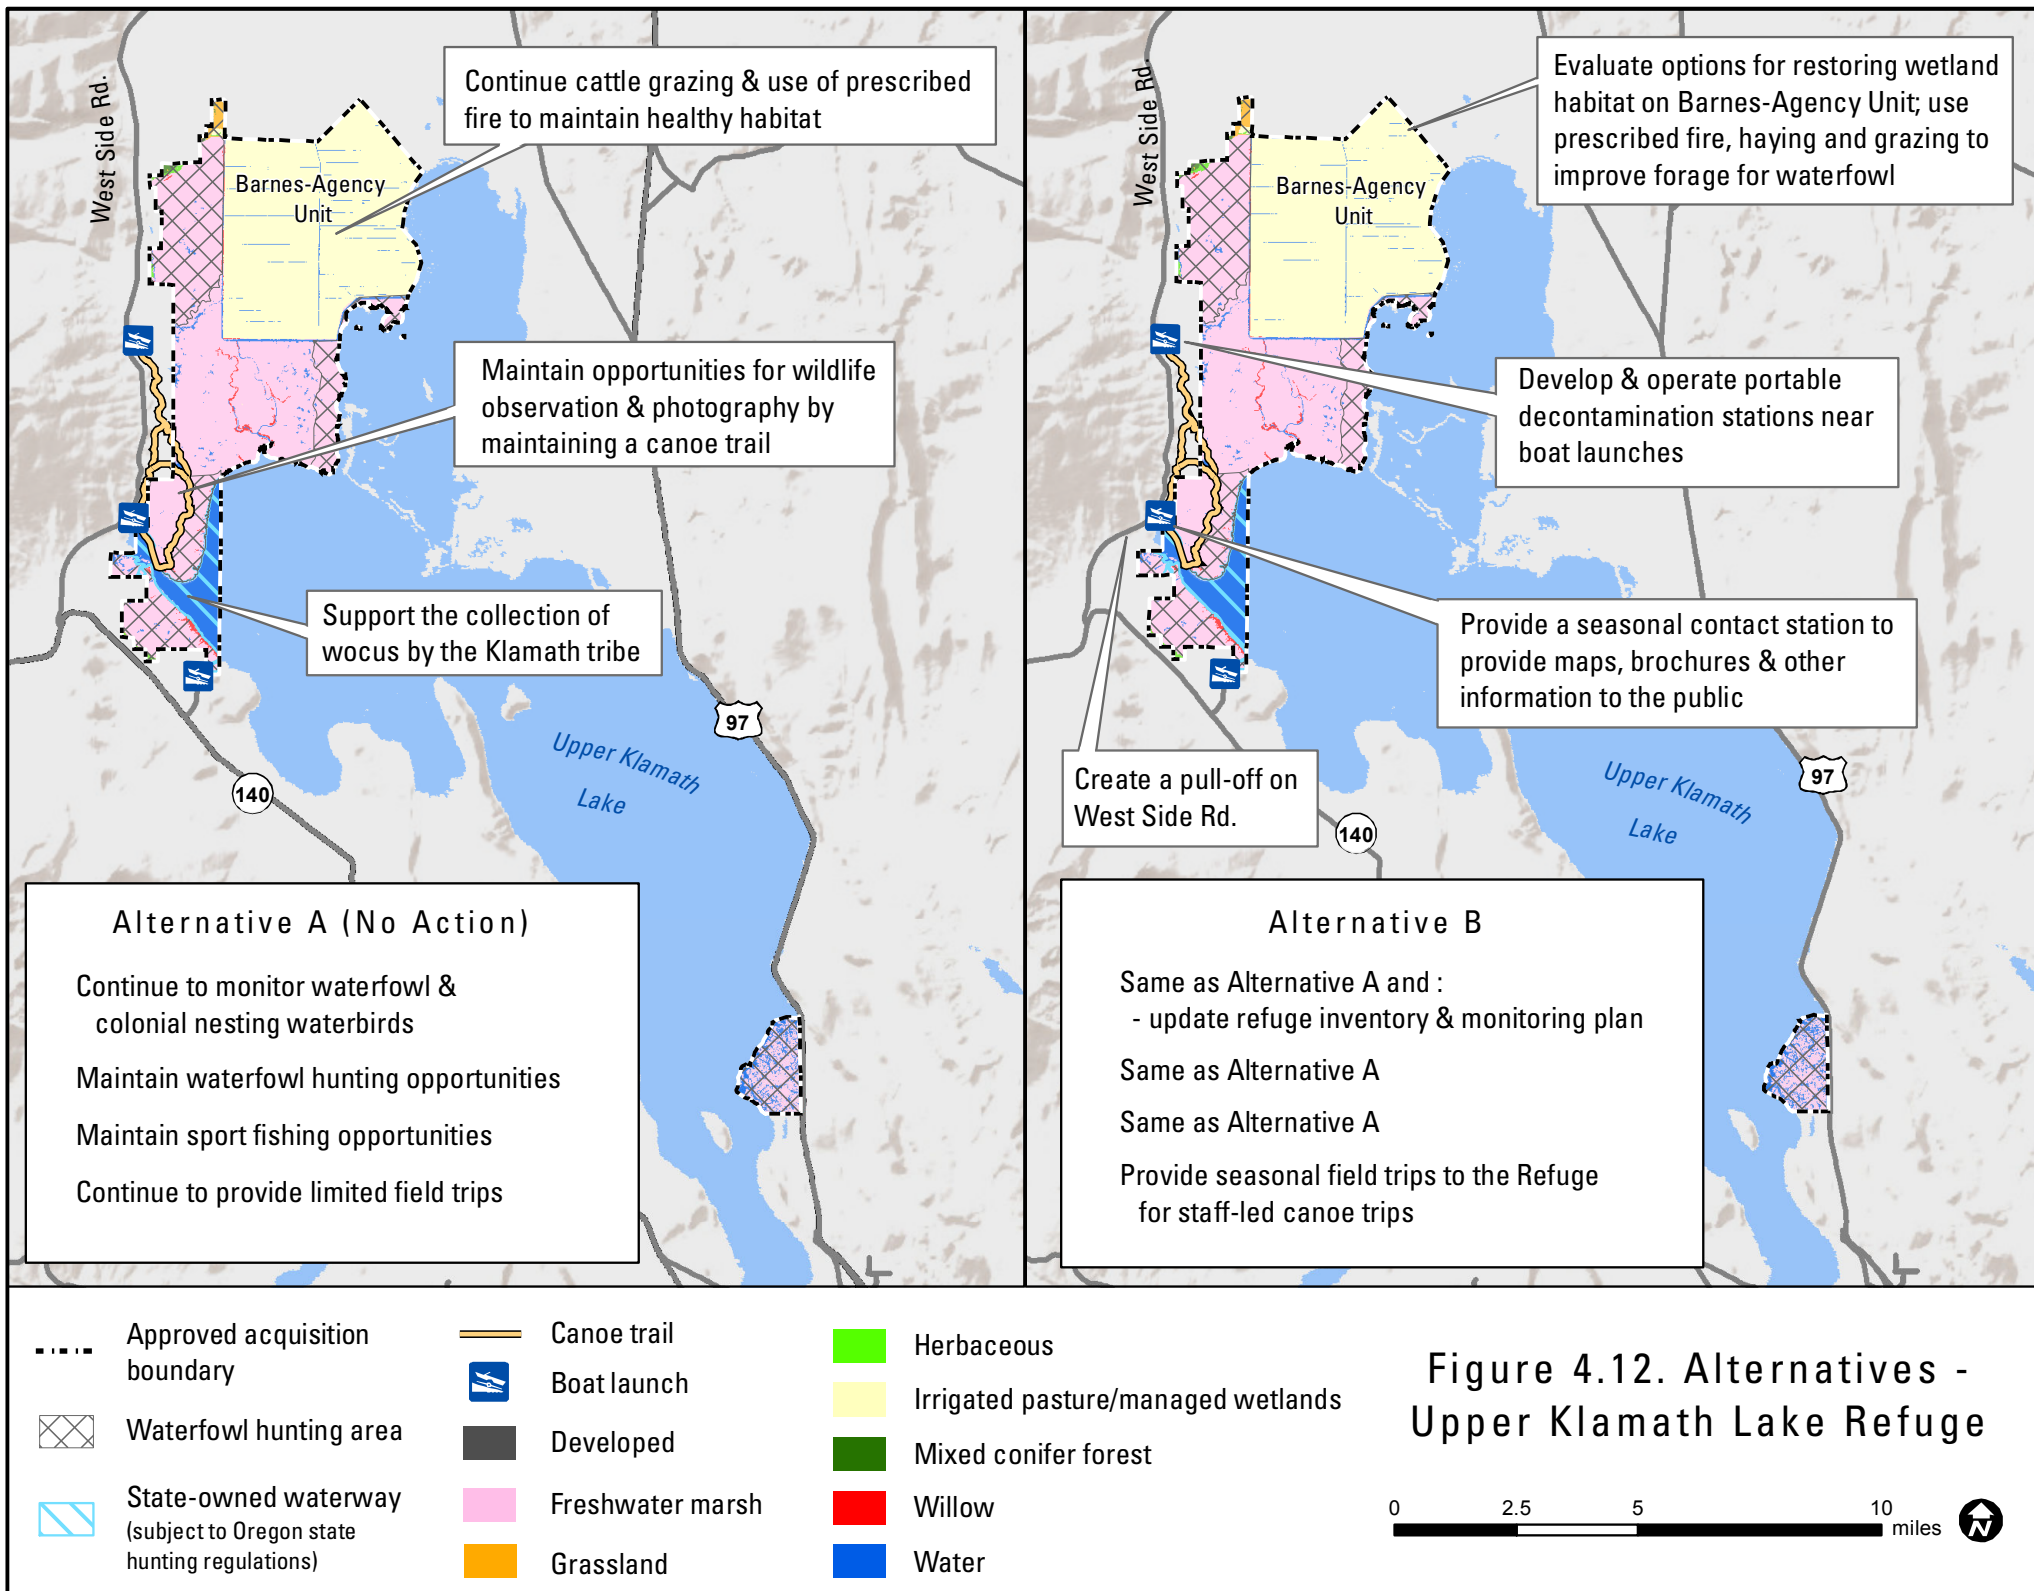 West Side Rd.
Continue cattle grazing & use of prescribed
fire to maintain healthy habitat
Barnes-Agency
Unit
Maintain opportunities for wildlife
observation & photography by
maintaining a canoe trail
Support the collection of
wocus by the Klamath tribe
97
Upper Klamath
Lake
140
Alternative A (No Action)
Continue to monitor waterfowl &
colonial nesting waterbirds
Maintain waterfowl hunting opportunities
Maintain sport fishing opportunities
Continue to provide limited field trips
West Side Rd.
Evaluate options for restoring wetland
habitat on Barnes-Agency Unit; use
prescribed fire, haying and grazing to
improve forage for waterfowl
Barnes-Agency
Unit
Develop & operate portable
decontamination stations near
boat launches
Provide a seasonal contact station to
provide maps, brochures & other
information to the public
Create a pull-off on
West Side Rd.
97
Upper Klamath
Lake
140
Alternative B
Same as Alternative A and :
- update refuge inventory & monitoring plan
Same as Alternative A
Same as Alternative A
Provide seasonal field trips to the Refuge
for staff-led canoe trips
Approved acquisition
boundary
Waterfowl hunting area
State-owned waterway
(subject to Oregon state
hunting regulations)
Canoe trail
Boat launch
Developed
Freshwater marsh
Grassland
Herbaceous
Irrigated pasture/managed wetlands
Mixed conifer forest
Willow
Water
Figure 4.12. Alternatives -
Upper Klamath Lake Refuge
0 2.5 5 10
miles
N